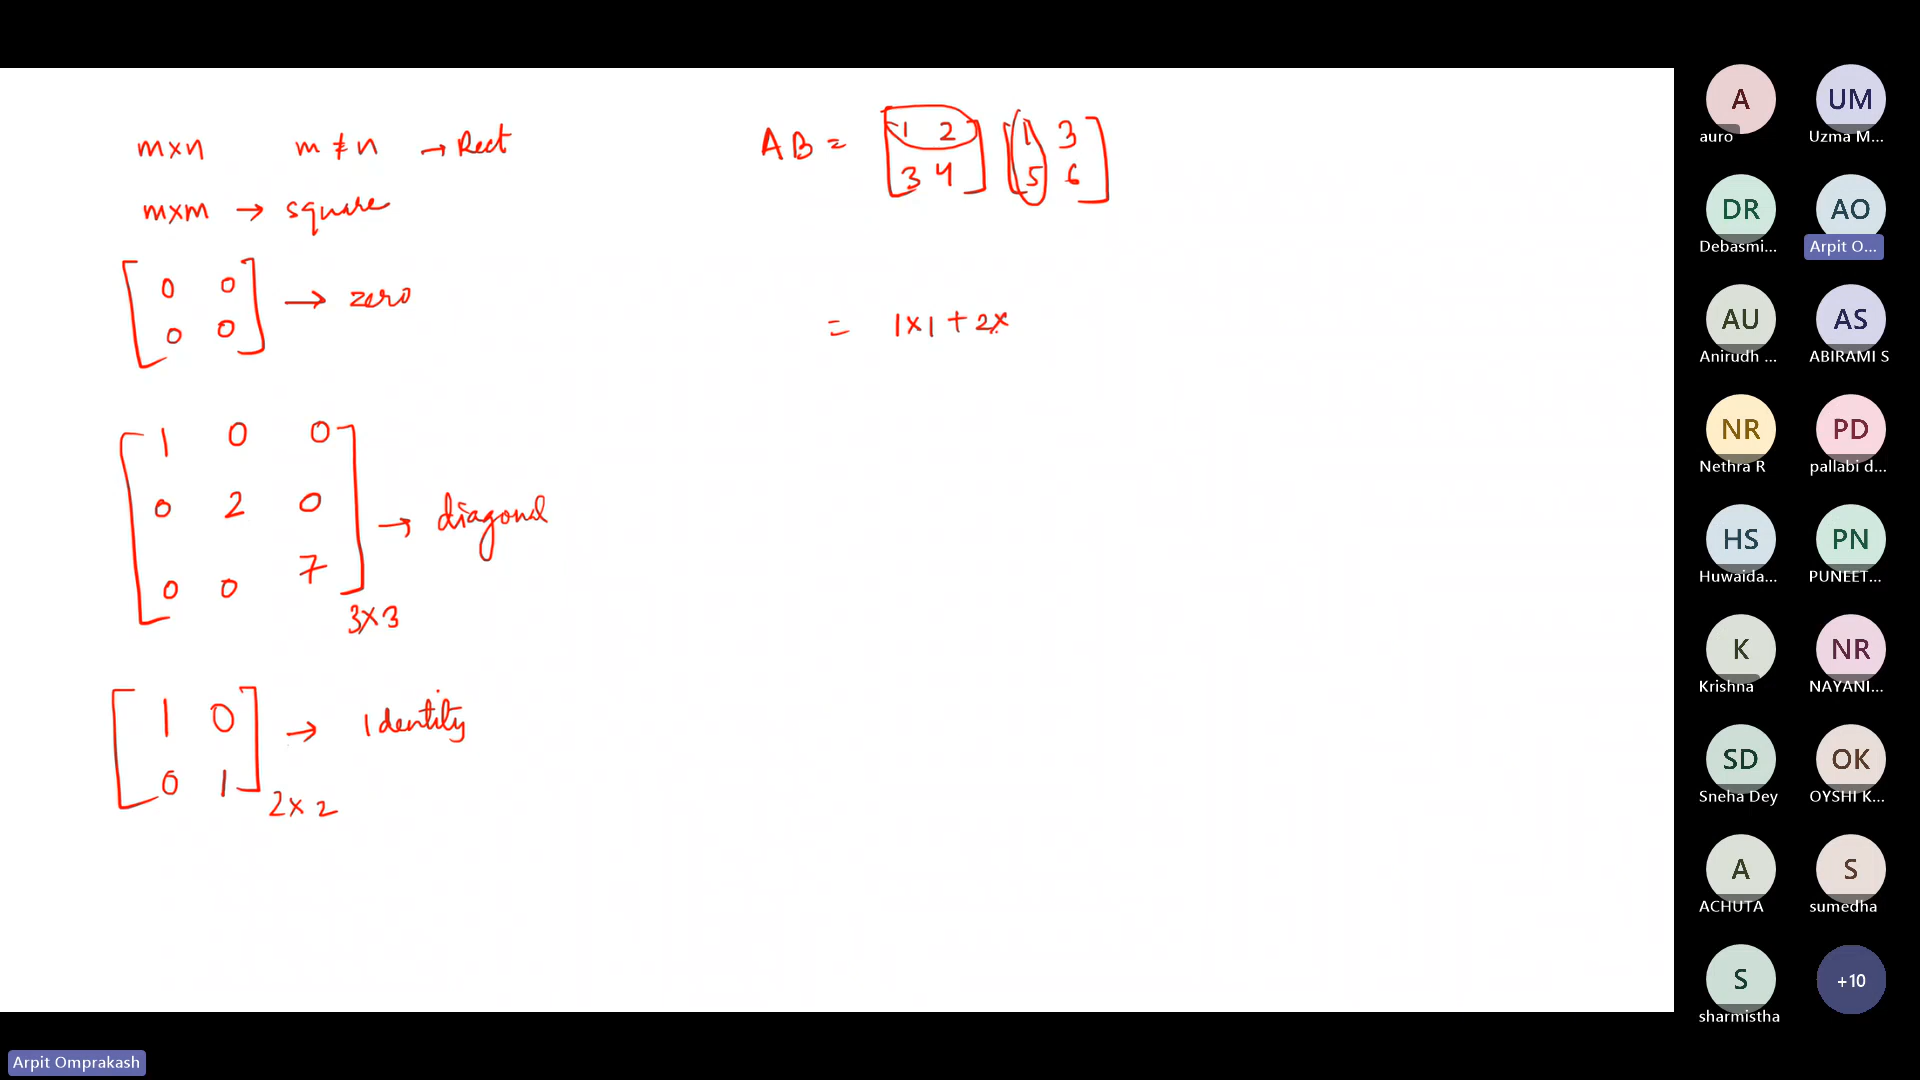 m×n m≠n → Rect
m×m → square
[0 0
0 0] → zero
[1 0 0
0 2 0
0 0 7] 3×3 → diagonal
[1 0
0 1] 2×2 → Identity
AB = [1 2 [1 3
3 4] 5 6]
= 1×1 + 2×
A
auro
UM
Uzma M...
DR
Debasmi...
AO
Arpit O...
AU
Anirudh ...
AS
ABIRAMI S
NR
Nethra R
PD
pallabi d...
HS
Huwaida...
PN
PUNEET...
K
Krishna
NR
NAYANI...
SD
Sneha Dey
OK
OYSHI K...
A
ACHUTA
S
sumedha
S
sharmistha
+10
Arpit Omprakash